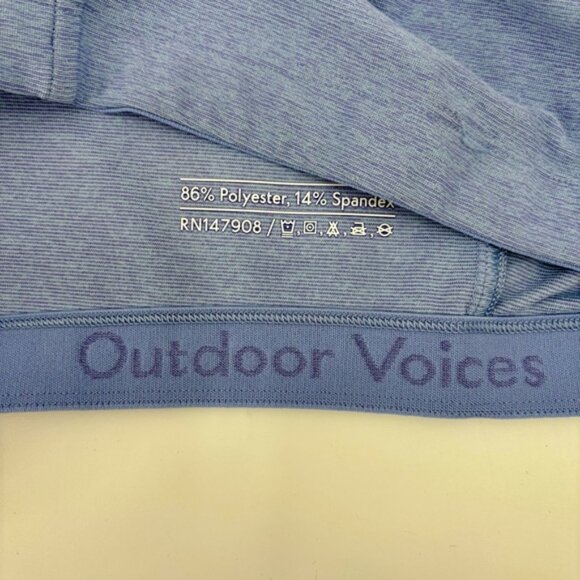 86% Polyester, 14% Spandex
RN147908 /
Outdoor Voices